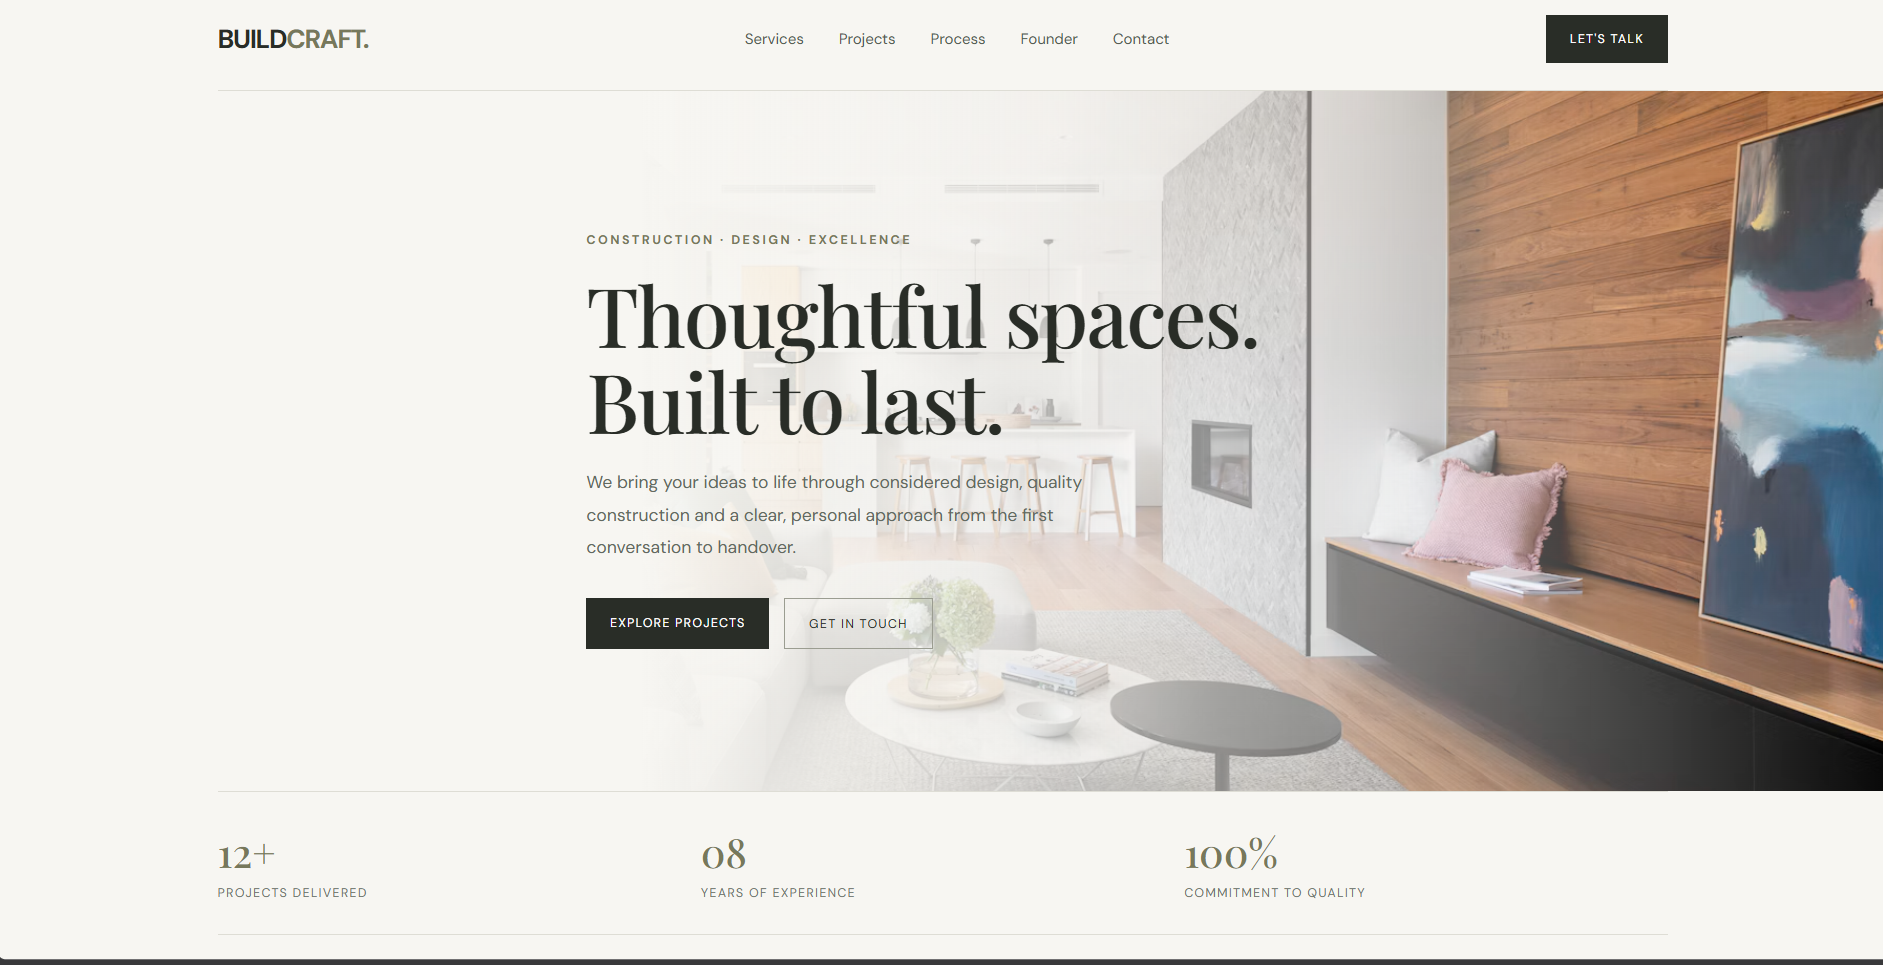 BUILDCRAFT.
Services Projects Process Founder Contact
LET'S TALK
CONSTRUCTION · DESIGN · EXCELLENCE
Thoughtful spaces.
Built to last.
We bring your ideas to life through considered design, quality
construction and a clear, personal approach from the first
conversation to handover.
EXPLORE PROJECTS GET IN TOUCH
12+ 08 100%
PROJECTS DELIVERED YEARS OF EXPERIENCE COMMITMENT TO QUALITY